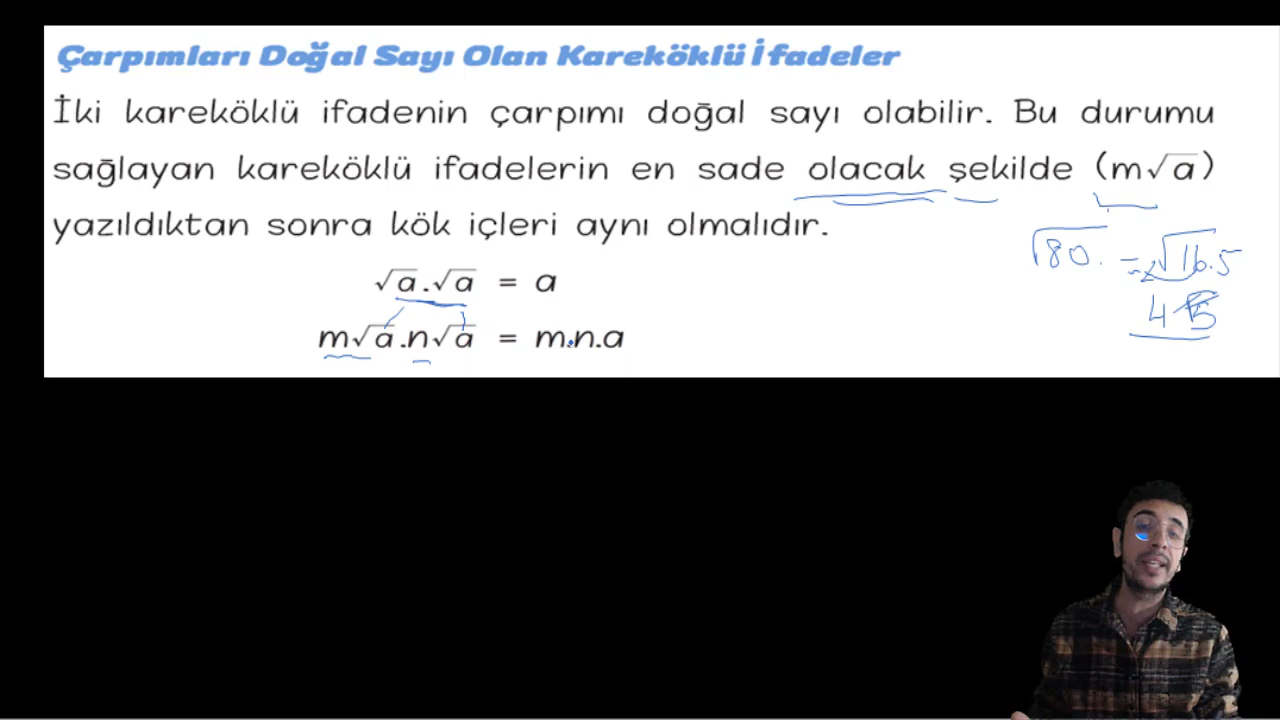 Çarpımları Doğal Sayı Olan Kareköklü İfadeler
İki kareköklü ifadenin çarpımı doğal sayı olabilir. Bu durumu
sağlayan kareköklü ifadelerin en sade olacak şekilde (m√a)
yazıldıktan sonra kök içleri aynı olmalıdır.
√80 = √16.5
4√5
√a.√a = a
m√a.n√a = m.n.a